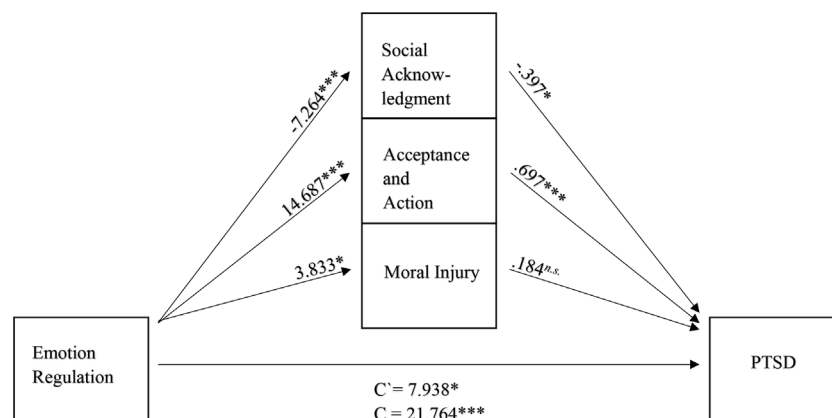 Social
Acknow-
ledgment
-7.264***
-.397*
Acceptance
and
Action
14.687***
.697***
Moral Injury
3.833*
.184n.s.
Emotion
Regulation
PTSD
C`= 7.938*
C = 21.764***